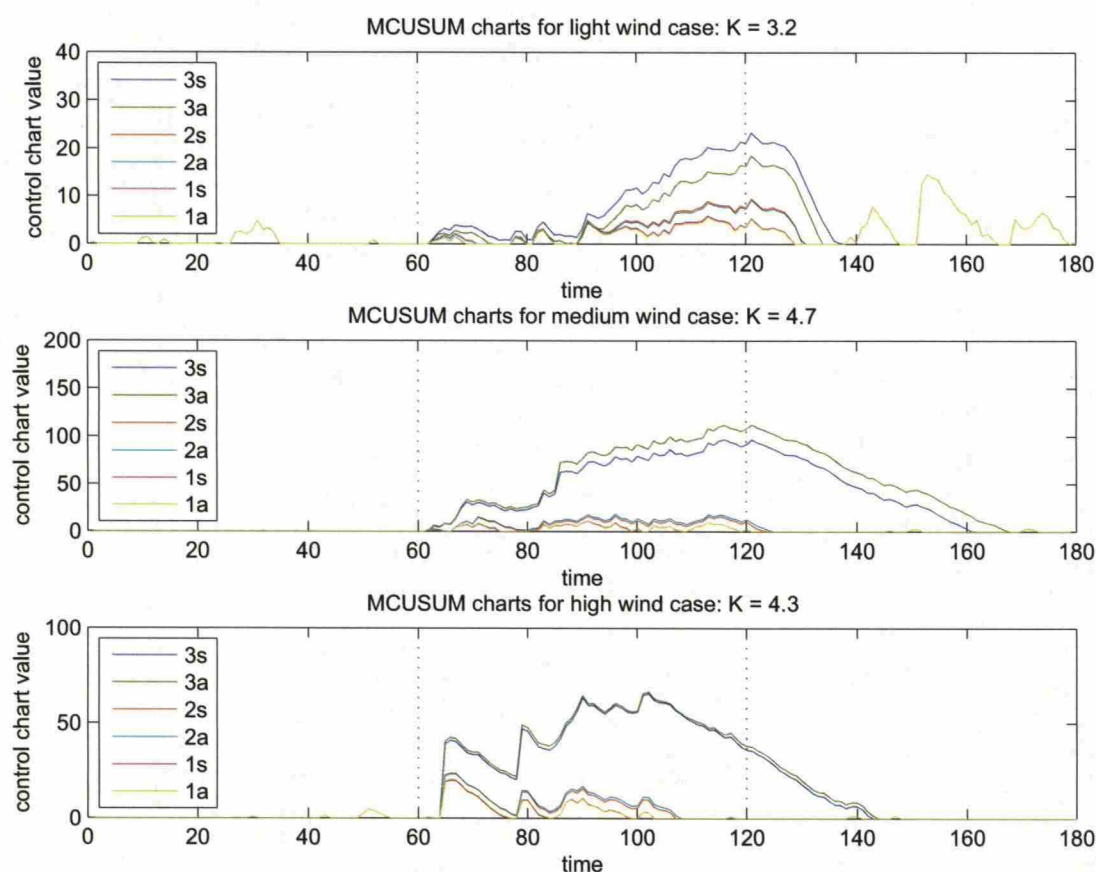 MCUSUM charts for light wind case: K = 3.2
control chart value
40
30
20
10
0
3s
3a
2s
2a
1s
1a
0 20 40 60 80 100 120 140 160 180
time
MCUSUM charts for medium wind case: K = 4.7
control chart value
200
150
100
50
0
3s
3a
2s
2a
1s
1a
0 20 40 60 80 100 120 140 160 180
time
MCUSUM charts for high wind case: K = 4.3
control chart value
100
50
0
3s
3a
2s
2a
1s
1a
0 20 40 60 80 100 120 140 160 180
time